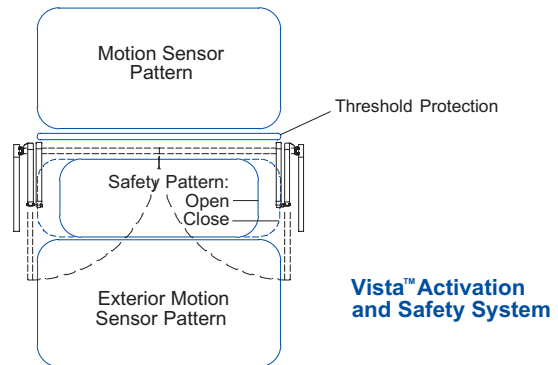 Motion Sensor
Pattern
Threshold Protection
Safety Pattern:
Open
Close
Exterior Motion
Sensor Pattern
Vista™ Activation
and Safety System